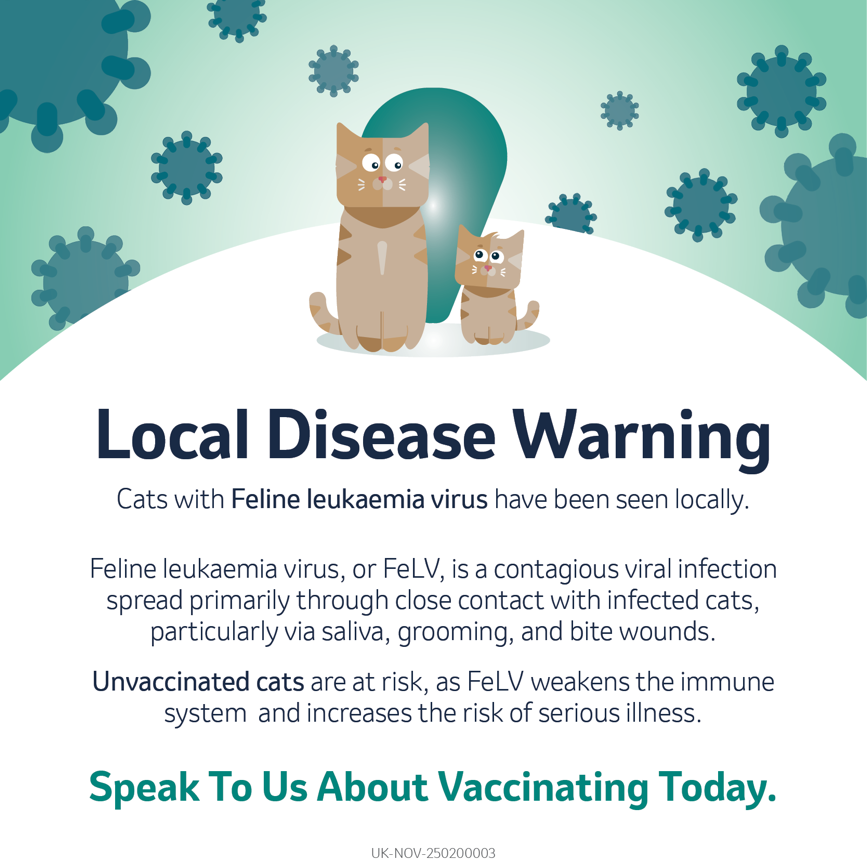 Local Disease Warning
Cats with Feline leukaemia virus have been seen locally.
Feline leukaemia virus, or FeLV, is a contagious viral infection
spread primarily through close contact with infected cats,
particularly via saliva, grooming, and bite wounds.
Unvaccinated cats are at risk, as FeLV weakens the immune
system  and increases the risk of serious illness.
Speak To Us About Vaccinating Today.
UK-NOV-250200003